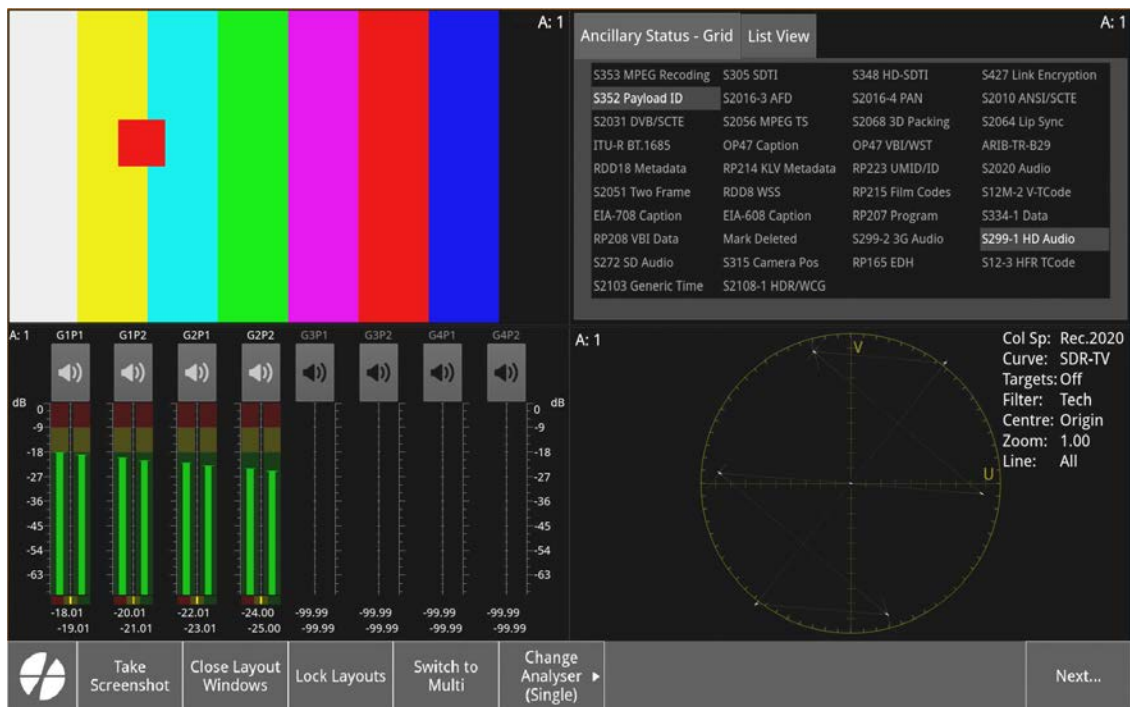 A: 1
Ancillary Status - Grid List View A: 1
S353 MPEG Recoding S305 SDTI S348 HD-SDTI S427 Link Encryption
S352 Payload ID S2016-3 AFD S2016-4 PAN S2010 ANSI/SCTE
S2031 DVB/SCTE S2056 MPEG TS S2068 3D Packing S2064 Lip Sync
ITU-R BT.1685 OP47 Caption OP47 VBI/WST ARIB-TR-B29
RDD18 Metadata RP214 KLV Metadata RP223 UMID/ID S2020 Audio
S2051 Two Frame RDD8 WSS RP215 Film Codes S12M-2 V-TCode
EIA-708 Caption EIA-608 Caption RP207 Program S334-1 Data
RP208 VBI Data Mark Deleted S299-2 3G Audio S299-1 HD Audio
S272 SD Audio S315 Camera Pos RP165 EDH S12-3 HFR TCode
S2103 Generic Time S2108-1 HDR/WCG
A: 1 G1P1 G1P2 G2P1 G2P2 G3P1 G3P2 G4P1 G4P2
dB dB
0 0
-9 -9
-18 -18
-27 -27
-36 -36
-45 -45
-54 -54
-63 -63
-18.01 -20.01 -22.01 -24.00 -99.99 -99.99 -99.99 -99.99
-19.01 -21.01 -23.01 -25.00 -99.99 -99.99 -99.99 -99.99
A: 1
V
U
Col Sp: Rec.2020
Curve: SDR-TV
Targets: Off
Filter: Tech
Centre: Origin
Zoom: 1.00
Line: All
Take Screenshot
Close Layout Windows
Lock Layouts
Switch to Multi
Change Analyser (Single)
Next...